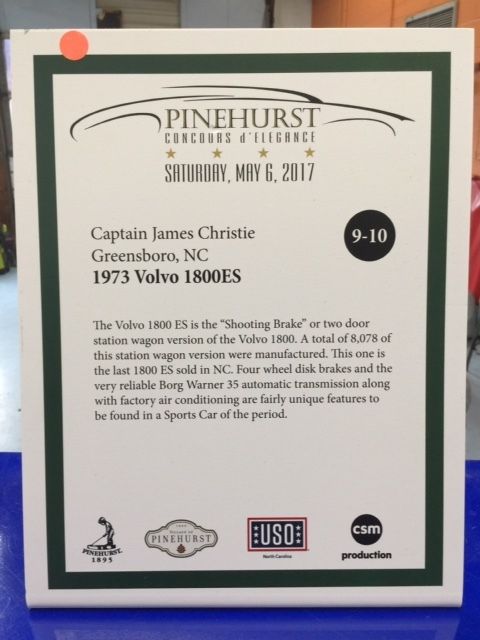 PINEHURST
CONCOURS d'ELEGANCE
SATURDAY, MAY 6, 2017
Captain James Christie
Greensboro, NC
1973 Volvo 1800ES
9-10
The Volvo 1800 ES is the “Shooting Brake” or two door
station wagon version of the Volvo 1800. A total of 8,078 of
this station wagon version were manufactured. This one is
the last 1800 ES sold in NC. Four wheel disk brakes and the
very reliable Borg Warner 35 automatic transmission along
with factory air conditioning are fairly unique features to
be found in a Sports Car of the period.
PINEHURST
1895
VILLAGE OF
PINEHURST
USO
North Carolina
csm
production